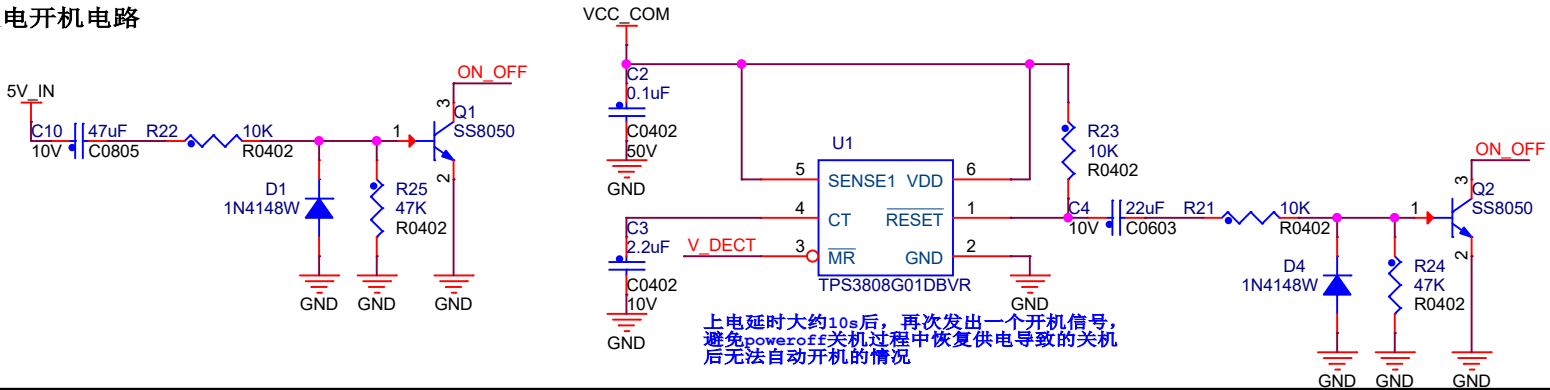 电开机电路
5V_IN
C10
10V
47uF
C0805
R22
10K
R0402
D1
1N4148W
R25
47K
R0402
1
3
2
ON_OFF
Q1
SS8050
GND
GND
GND
VCC_COM
C2
0.1uF
C0402
50V
GND
C3
2.2uF
C0402
10V
GND
V_DECT
U1
5
SENSE1
VDD
6
4
CT
RESET
1
3
MR
GND
2
TPS3808G01DBVR
GND
R23
10K
R0402
C4
10V
22uF
C0603
R21
10K
R0402
D4
1N4148W
R24
47K
R0402
1
3
2
ON_OFF
Q2
SS8050
GND
GND
GND
上电延时大约10s后，再次发出一个开机信号，
避免poweroff关机过程中恢复供电导致的关机
后无法自动开机的情况